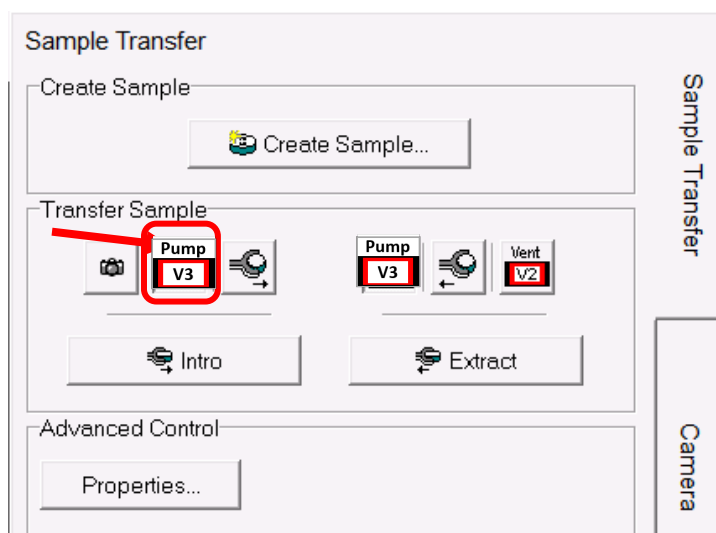 Sample Transfer
Create Sample
Create Sample...
Transfer Sample
Pump
V3
Pump
V3
Vent
V2
Intro
Extract
Advanced Control
Properties...
Sample Transfer
Camera